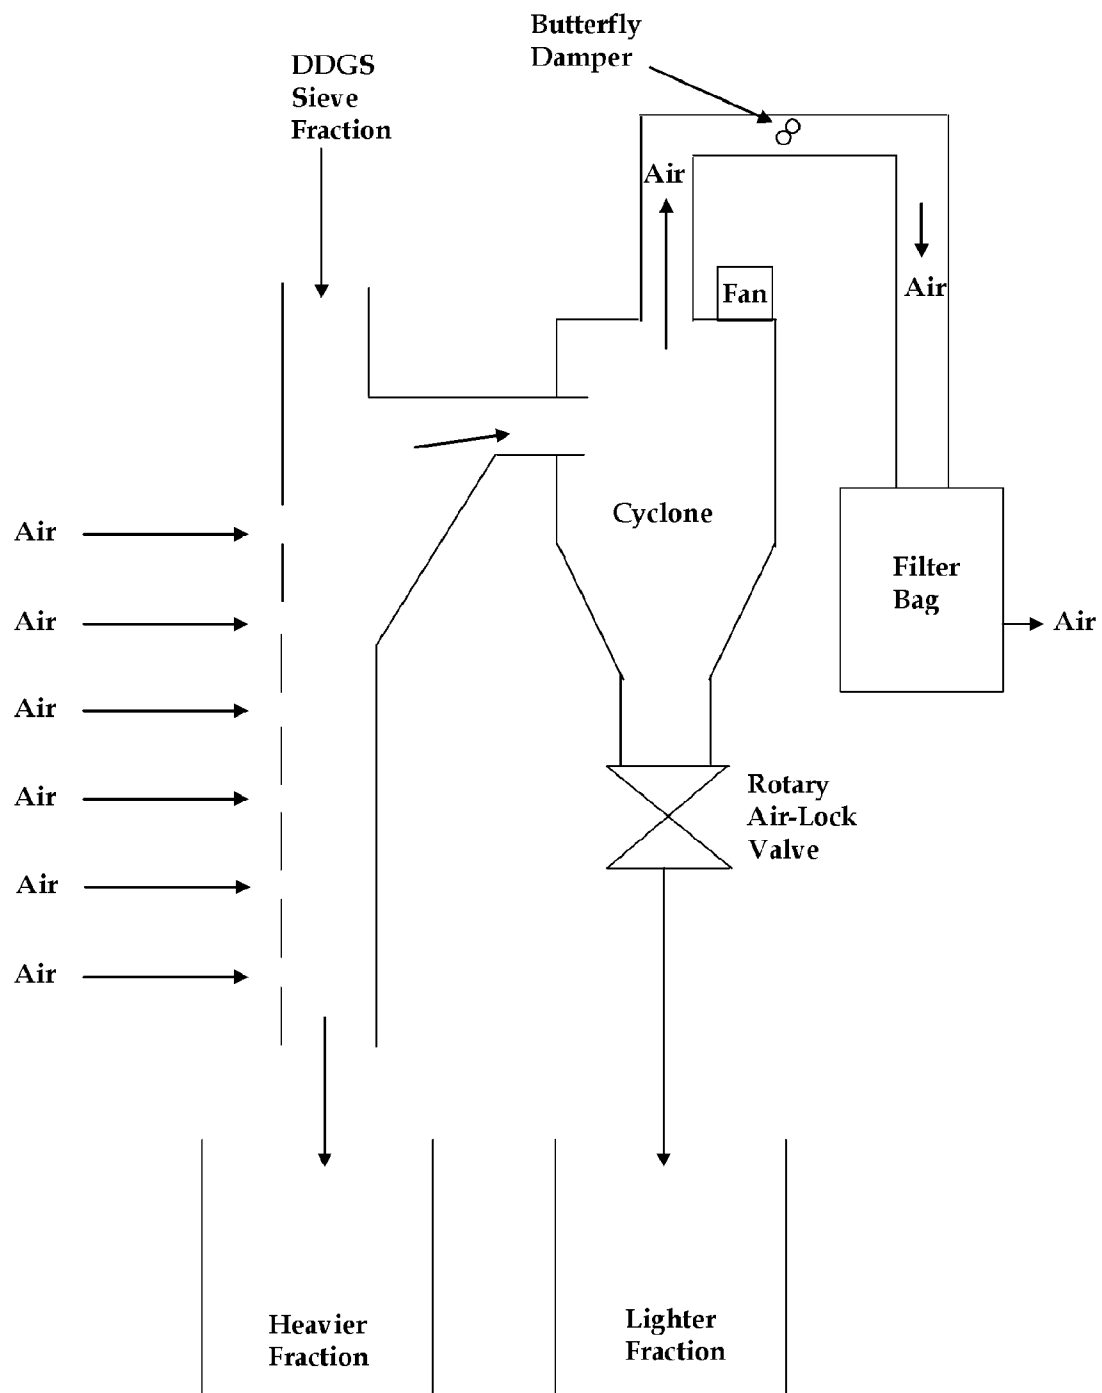 Butterfly
Damper
DDGS
Sieve
Fraction
Air
Fan
Air
Cyclone
Air
Filter
Bag
Air
Air
Air
Air
Air
Rotary
Air-Lock
Valve
Air
Air
Heavier
Fraction
Lighter
Fraction